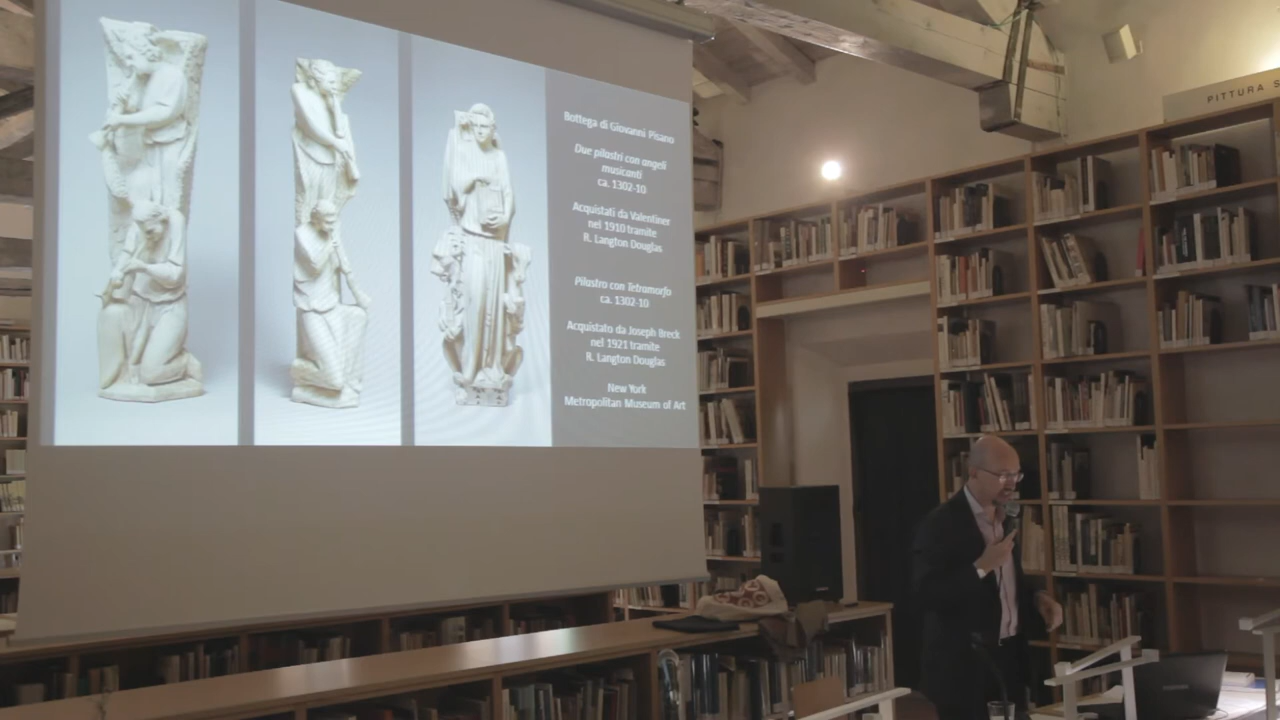 Bottega di Giovanni Pisano
Due pilastri con angeli
musicanti
ca. 1302-10
Acquistati da Valentiner
nel 1910 tramite
R. Langton Douglas
Pilastro con Tetramorfo
ca. 1302-10
Acquistato da Joseph Breck
nel 1921 tramite
R. Langton Douglas
New York
Metropolitan Museum of Art
PITTURA S